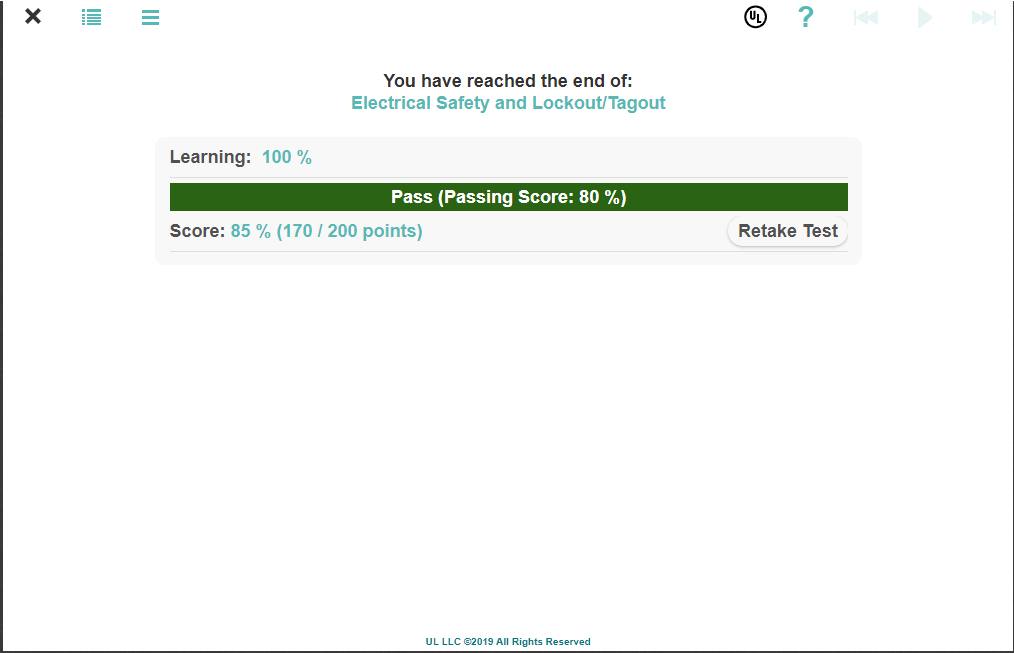 UL
?
You have reached the end of:
Electrical Safety and Lockout/Tagout
Learning: 100 %
Pass (Passing Score: 80 %)
Score: 85 % (170 / 200 points)
Retake Test
UL LLC ©2019 All Rights Reserved